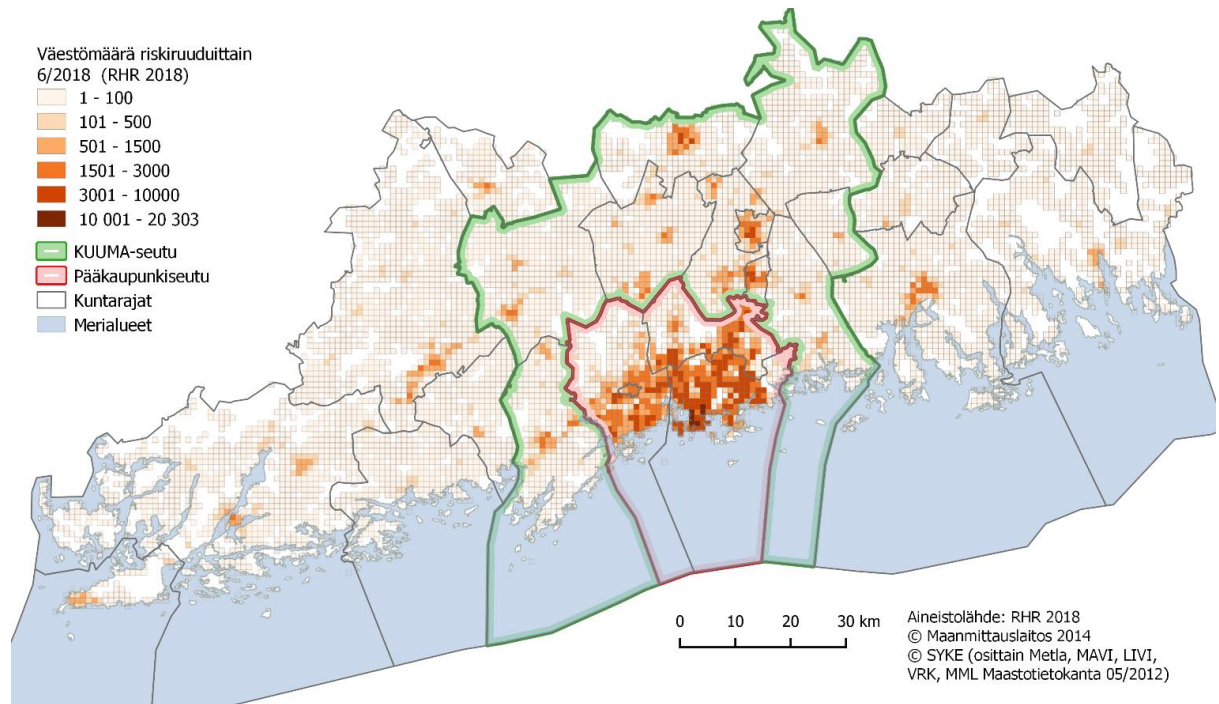 Väestömäärä riskiruuduittain
6/2018 (RHR 2018)
1 - 100
101 - 500
501 - 1500
1501 - 3000
3001 - 10000
10 001 - 20 303
KUUMA-seutu
Pääkaupunkiseutu
Kuntarajat
Merialueet
0 10 20 30 km
Aineistolähde: RHR 2018
© Maanmittauslaitos 2014
© SYKE (osittain Metla, MAVI, LIVI,
VRK, MML Maastotietokanta 05/2012)